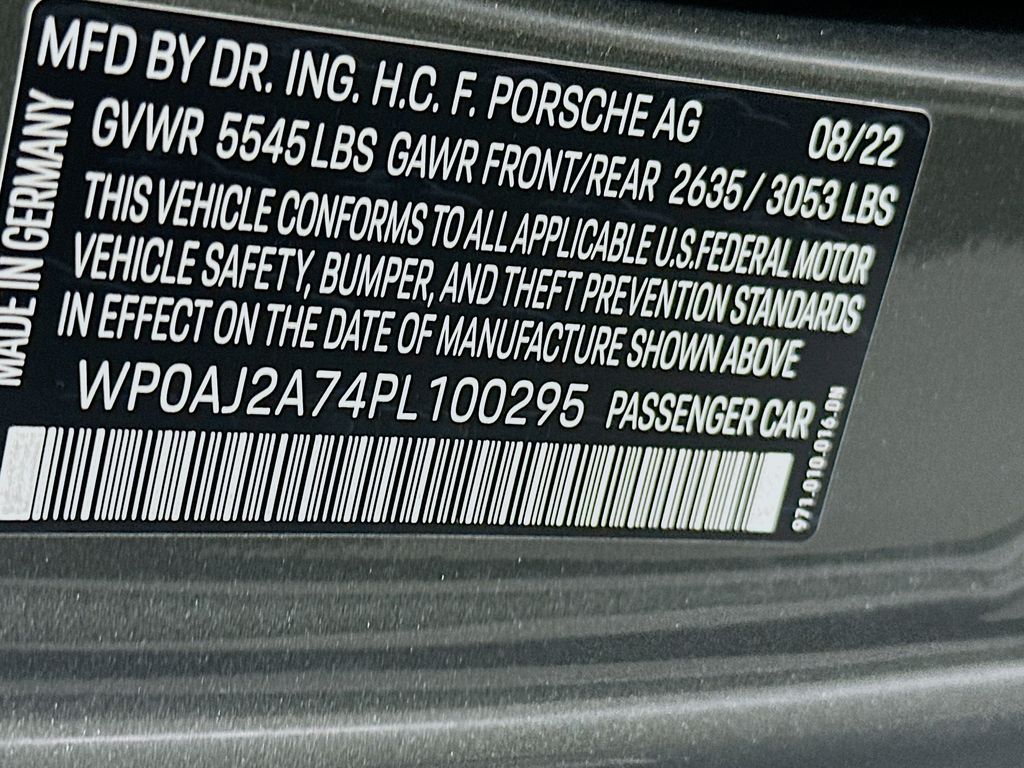 MFD BY DR. ING. H.C. F. PORSCHE AG 08/22
GVWR 5545 LBS GAWR FRONT/REAR 2635 / 3053 LBS
THIS VEHICLE CONFORMS TO ALL APPLICABLE U.S.FEDERAL MOTOR
VEHICLE SAFETY, BUMPER, AND THEFT PREVENTION STANDARDS
IN EFFECT ON THE DATE OF MANUFACTURE SHOWN ABOVE
WP0AJ2A74PL100295 PASSENGER CAR
MADE IN GERMANY
971.010.016.DN